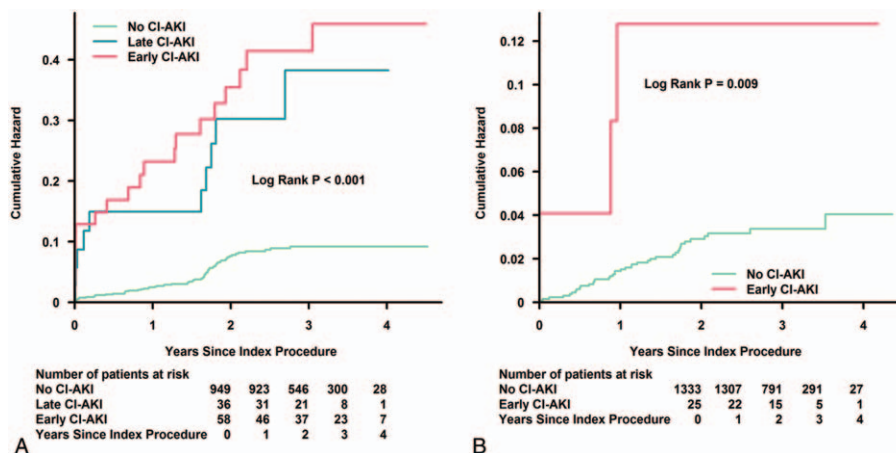 No CI-AKI
Late CI-AKI
Early CI-AKI
Log Rank P < 0.001
Cumulative Hazard
0.4
0.3
0.2
0.1
0
0 1 2 3 4
Years Since Index Procedure
Number of patients at risk
No CI-AKI 949 923 546 300 28
Late CI-AKI 36 31 21 8 1
Early CI-AKI 58 46 37 23 7
Years Since Index Procedure 0 1 2 3 4
A
Log Rank P = 0.009
No CI-AKI
Early CI-AKI
Cumulative Hazard
0.12
0.1
0.08
0.06
0.04
0.02
0
0 1 2 3 4
Years Since Index Procedure
Number of patients at risk
No CI-AKI 1333 1307 791 291 27
Early CI-AKI 25 22 15 5 1
Years Since Index Procedure 0 1 2 3 4
B